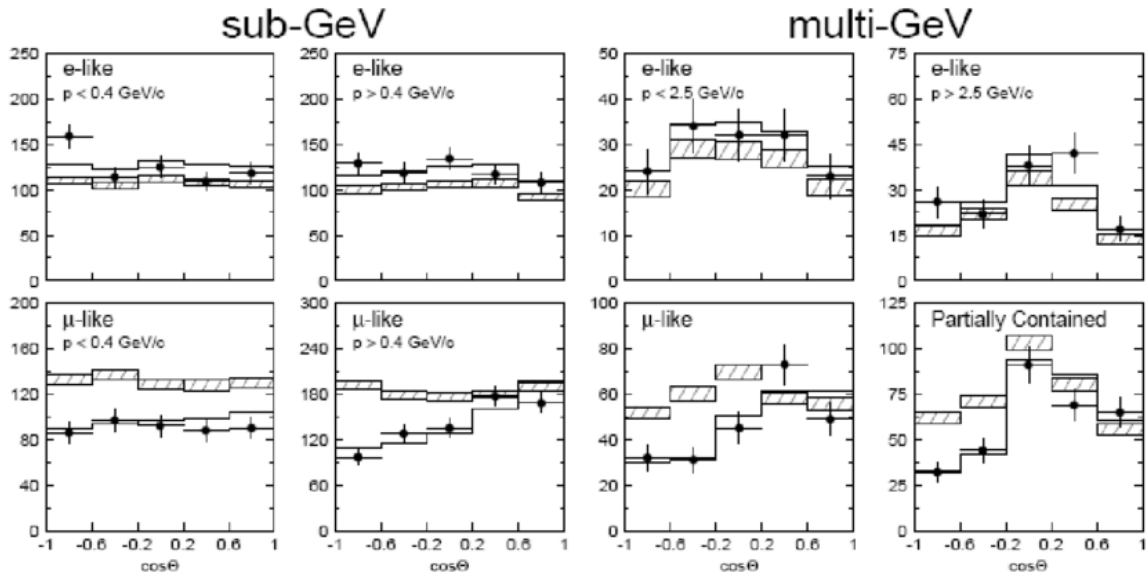 sub-GeV
multi-GeV
250
200
150
100
50
0
e-like
p < 0.4 GeV/c
250
200
150
100
50
0
e-like
p > 0.4 GeV/c
50
40
30
20
10
0
e-like
p < 2.5 GeV/c
75
60
45
30
15
0
e-like
p > 2.5 GeV/c
200
160
120
80
40
0
μ-like
p < 0.4 GeV/c
-1 -0.6 -0.2 0.2 0.6 1
cosΘ
300
240
180
120
60
0
μ-like
p > 0.4 GeV/c
-1 -0.6 -0.2 0.2 0.6 1
cosΘ
100
80
60
40
20
0
μ-like
-1 -0.6 -0.2 0.2 0.6 1
cosΘ
125
100
75
50
25
0
Partially Contained
-1 -0.6 -0.2 0.2 0.6 1
cosΘ